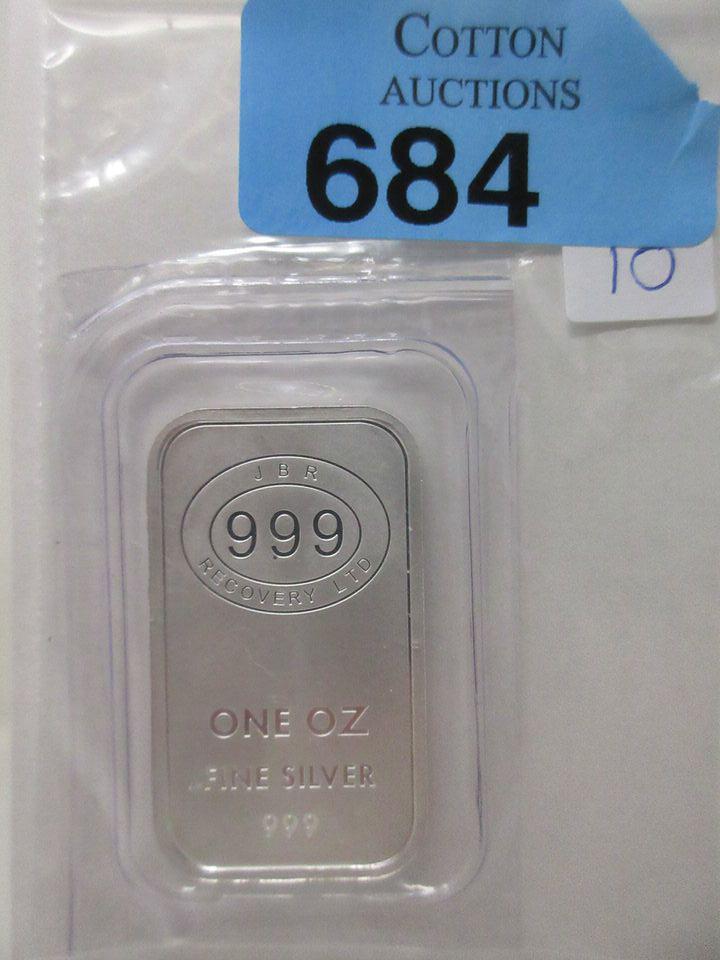 COTTON
AUCTIONS
684
10
JBR
999
RECOVERY LTD
ONE OZ
FINE SILVER
999